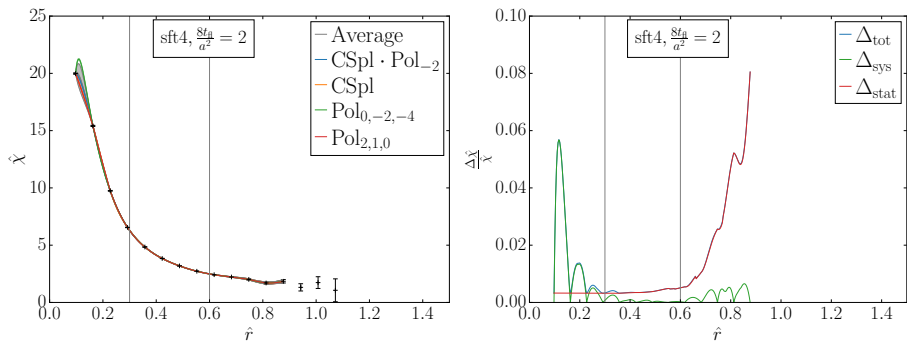 sft4, 8t₀/a² = 2
Average
CSpl · Pol₋₂
CSpl
Pol₀,₋₂,₋₄
Pol₂,₁,₀
χ̂
25
20
15
10
5
0
0.0 0.2 0.4 0.6 0.8 1.0 1.2 1.4
r̂
sft4, 8t₀/a² = 2
Δ_tot
Δ_sys
Δ_stat
Δχ̂/χ̂
0.10
0.08
0.06
0.04
0.02
0.00
0.0 0.2 0.4 0.6 0.8 1.0 1.2 1.4
r̂